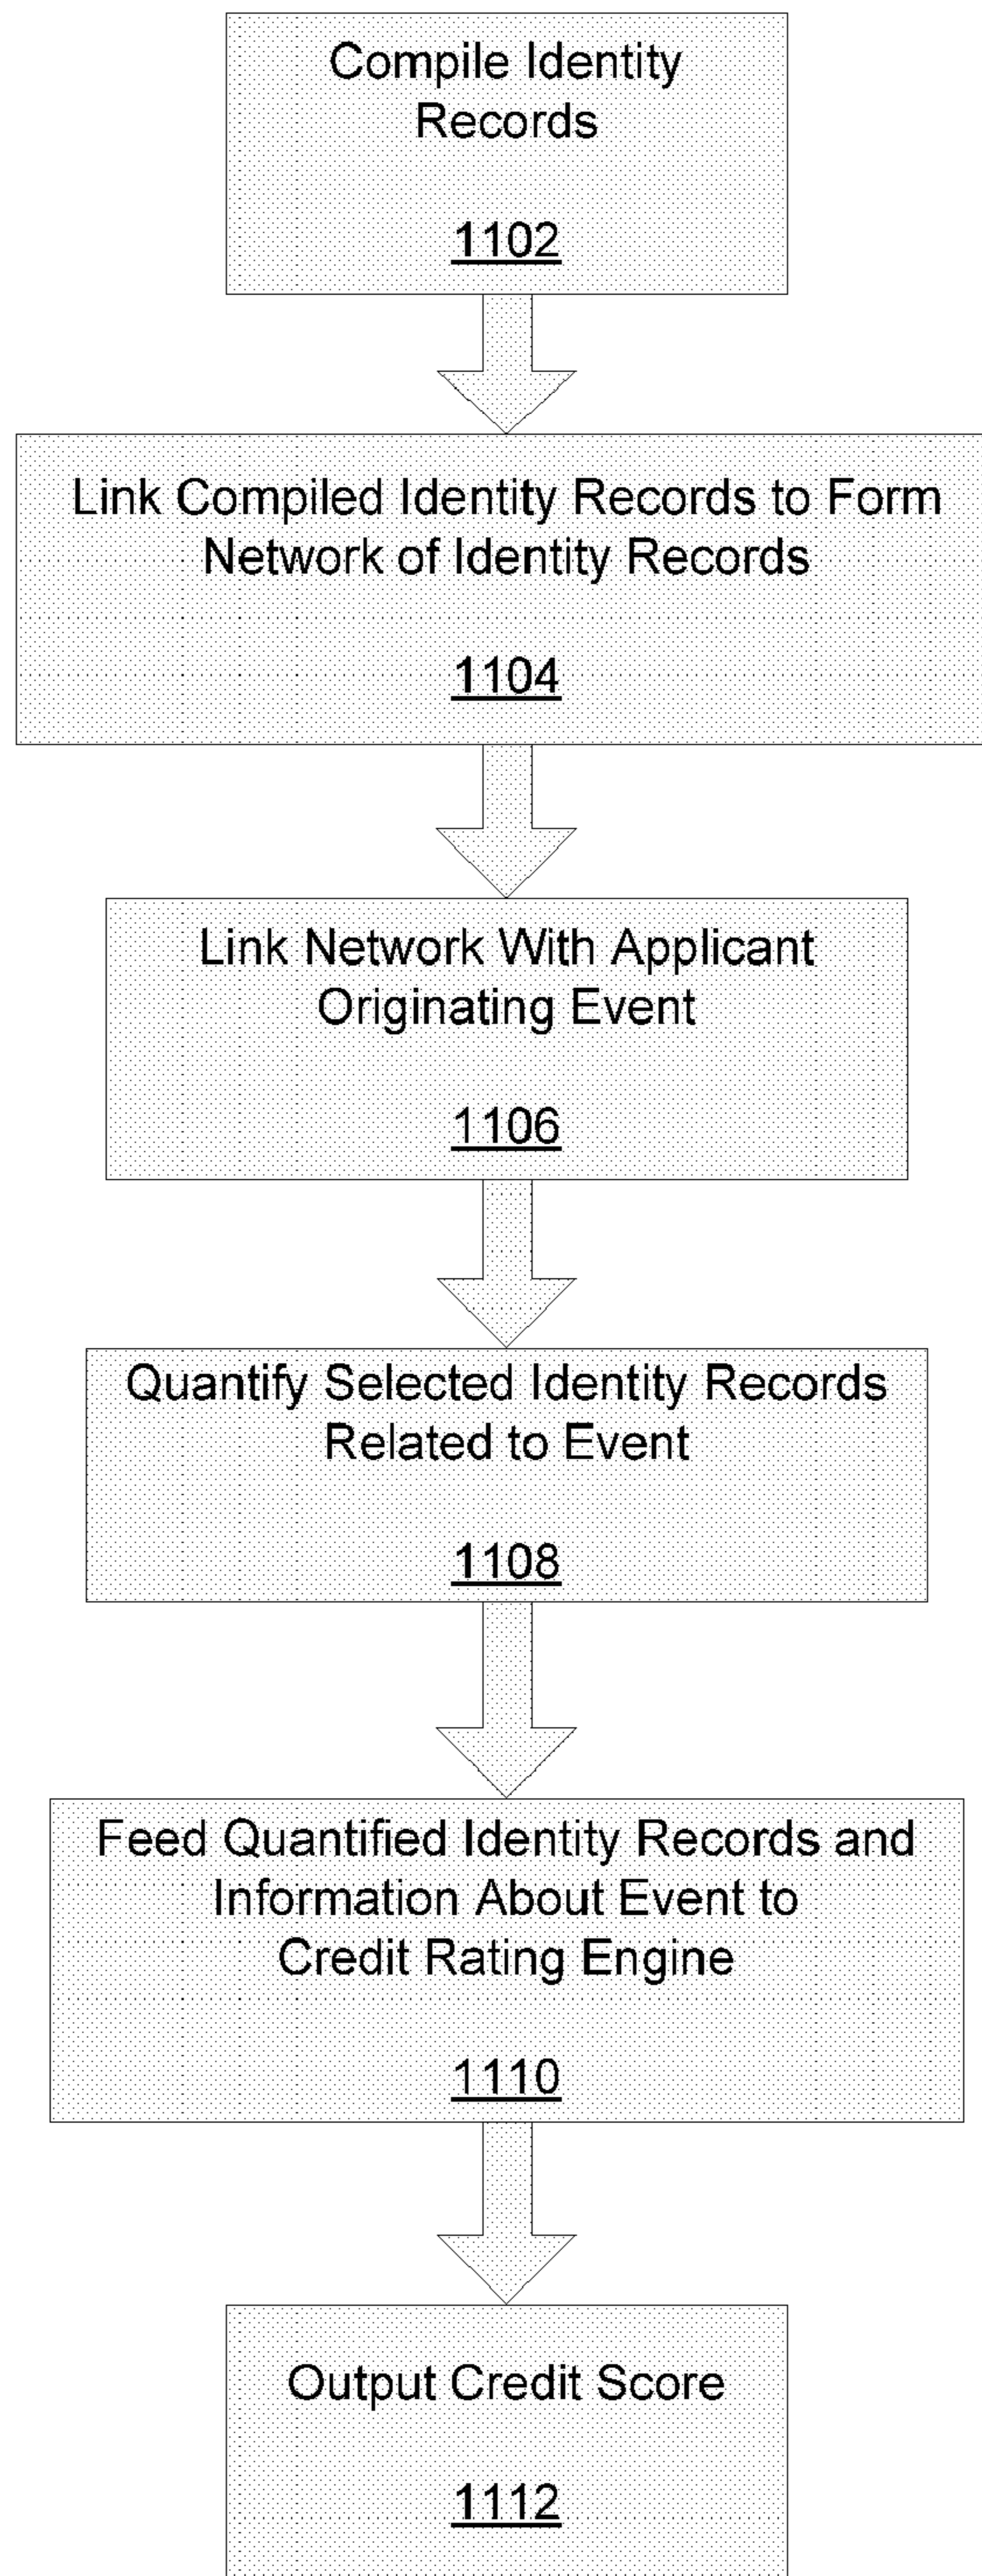 Compile Identity
Records
1102
Link Compiled Identity Records to Form
Network of Identity Records
1104
Link Network With Applicant
Originating Event
1106
Quantify Selected Identity Records
Related to Event
1108
Feed Quantified Identity Records and
Information About Event to
Credit Rating Engine
1110
Output Credit Score
1112